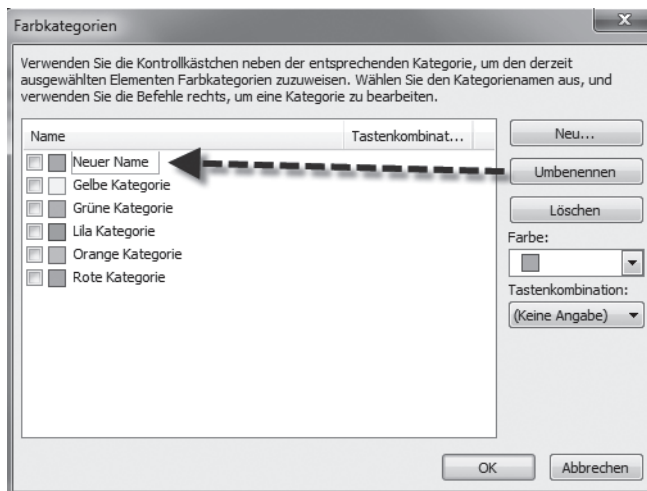 Farbkategorien
Verwenden Sie die Kontrollkästchen neben der entsprechenden Kategorie, um den derzeit
ausgewählten Elementen Farbkategorien zuzuweisen. Wählen Sie den Kategorienamen aus, und
verwenden Sie die Befehle rechts, um eine Kategorie zu bearbeiten.
Name Tastenkombinat...
Neuer Name
Gelbe Kategorie
Grüne Kategorie
Lila Kategorie
Orange Kategorie
Rote Kategorie
Neu...
Umbenennen
Löschen
Farbe:
Tastenkombination:
(Keine Angabe)
OK Abbrechen